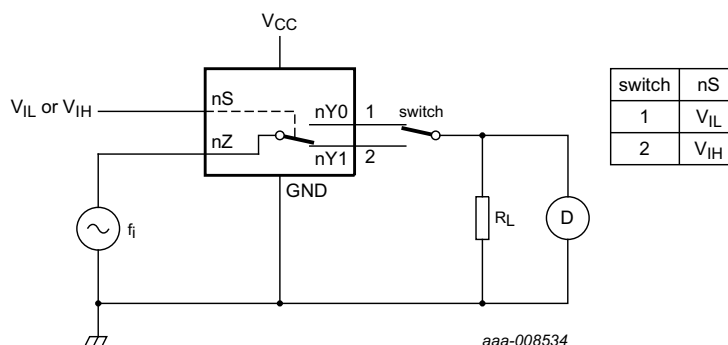 VCC
VIL or VIH
nS
nZ
nY0
nY1
1
2
switch
GND
fi
RL
D
switch nS
1 VIL
2 VIH
aaa-008534